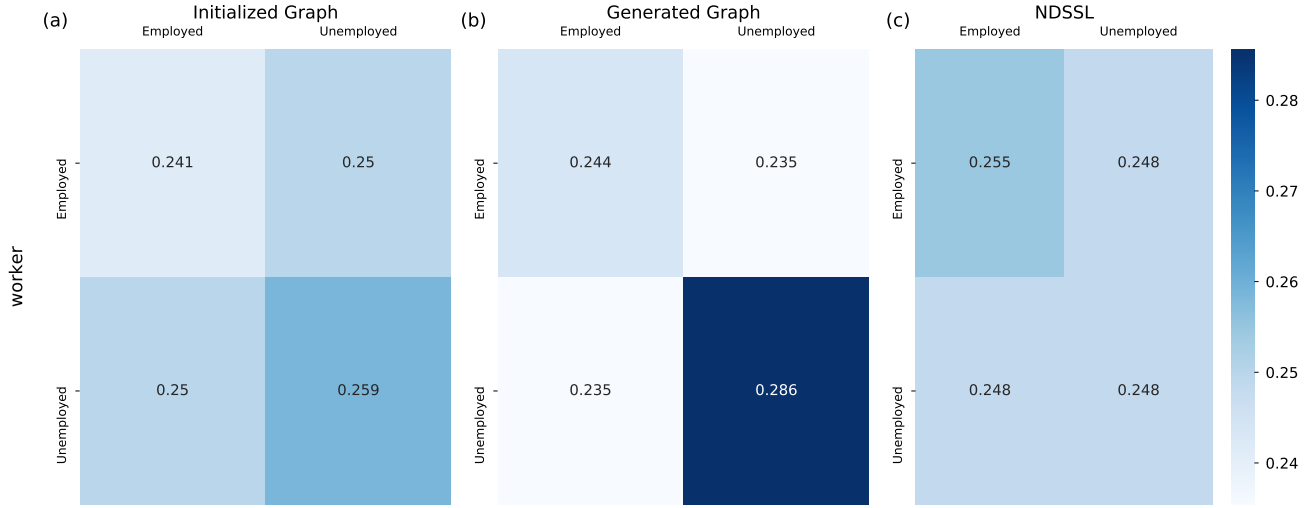 (a) Initialized Graph
Employed Unemployed
worker
Employed
Unemployed
0.241 0.25
0.25 0.259
(b) Generated Graph
Employed Unemployed
Employed
Unemployed
0.244 0.235
0.235 0.286
(c) NDSSL
Employed Unemployed
Employed
Unemployed
0.255 0.248
0.248 0.248
0.28
0.27
0.26
0.25
0.24